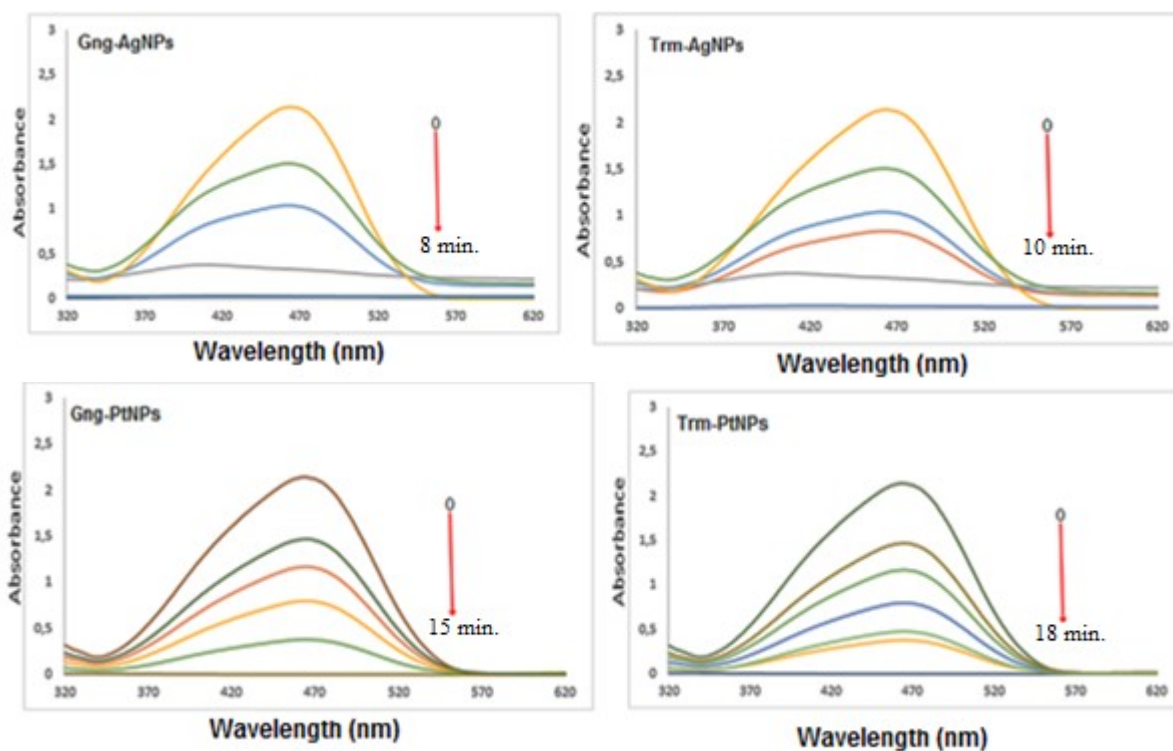 Gng-AgNPs
Absorbance
3
2,5
2
1,5
1
0,5
0
320 370 420 470 520 570 620
Wavelength (nm)
0
8 min.
Trm-AgNPs
Absorbance
3
2,5
2
1,5
1
0,5
0
320 370 420 470 520 570 620
Wavelength (nm)
0
10 min.
Gng-PtNPs
Absorbance
3
2,5
2
1,5
1
0,5
0
320 370 420 470 520 570 620
Wavelength (nm)
0
15 min.
Trm-PtNPs
Absorbance
3
2,5
2
1,5
1
0,5
0
320 370 420 470 520 570 620
Wavelength (nm)
0
18 min.